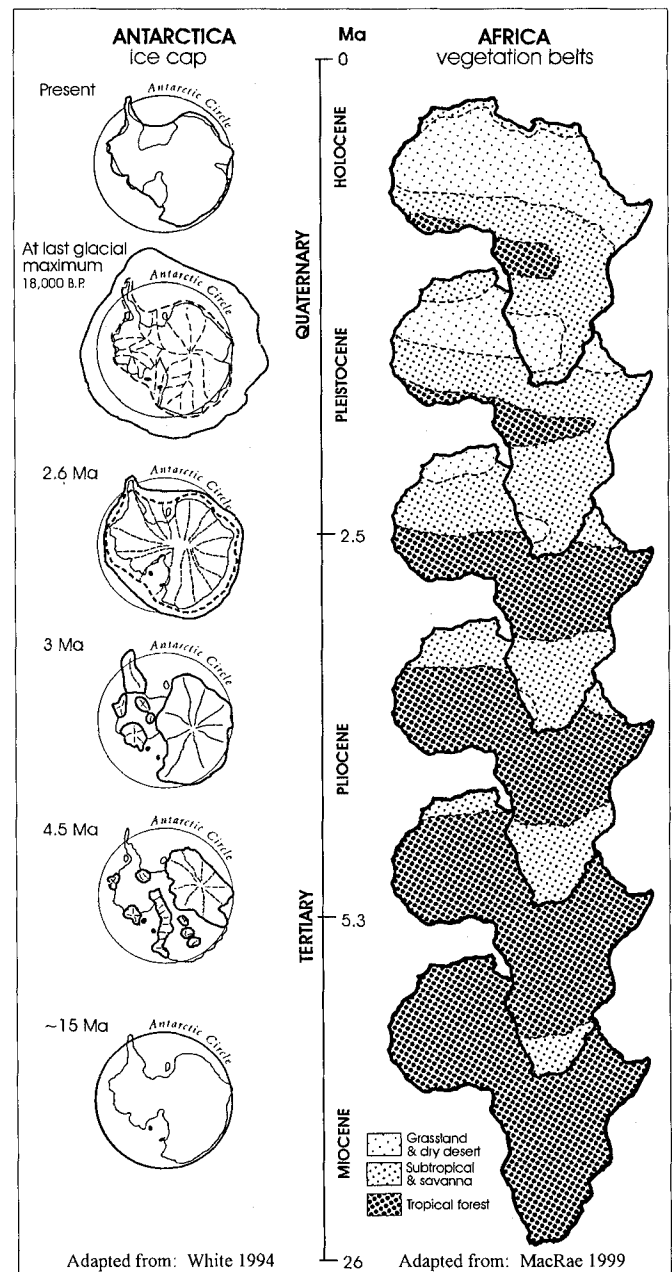 ANTARCTICA
ice cap
Ma
AFRICA
vegetation belts
0
Present
Antarctic Circle
HOLOCENE
At last glacial
maximum
18,000 B.P.
Antarctic Circle
QUATERNARY
PLEISTOCENE
2.6 Ma
Antarctic Circle
2.5
3 Ma
Antarctic Circle
PLIOCENE
4.5 Ma
Antarctic Circle
TERTIARY
5.3
~15 Ma
Antarctic Circle
MIOCENE
Grassland
& dry desert
Subtropical
& savanna
Tropical forest
Adapted from: White 1994
26
Adapted from: MacRae 1999